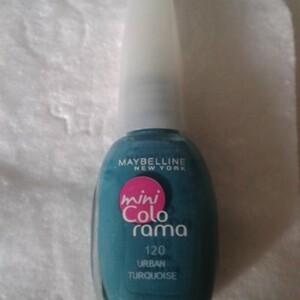 MAYBELLINE
NEW YORK
mini
Colo
rama
120
URBAN
TURQUOISE